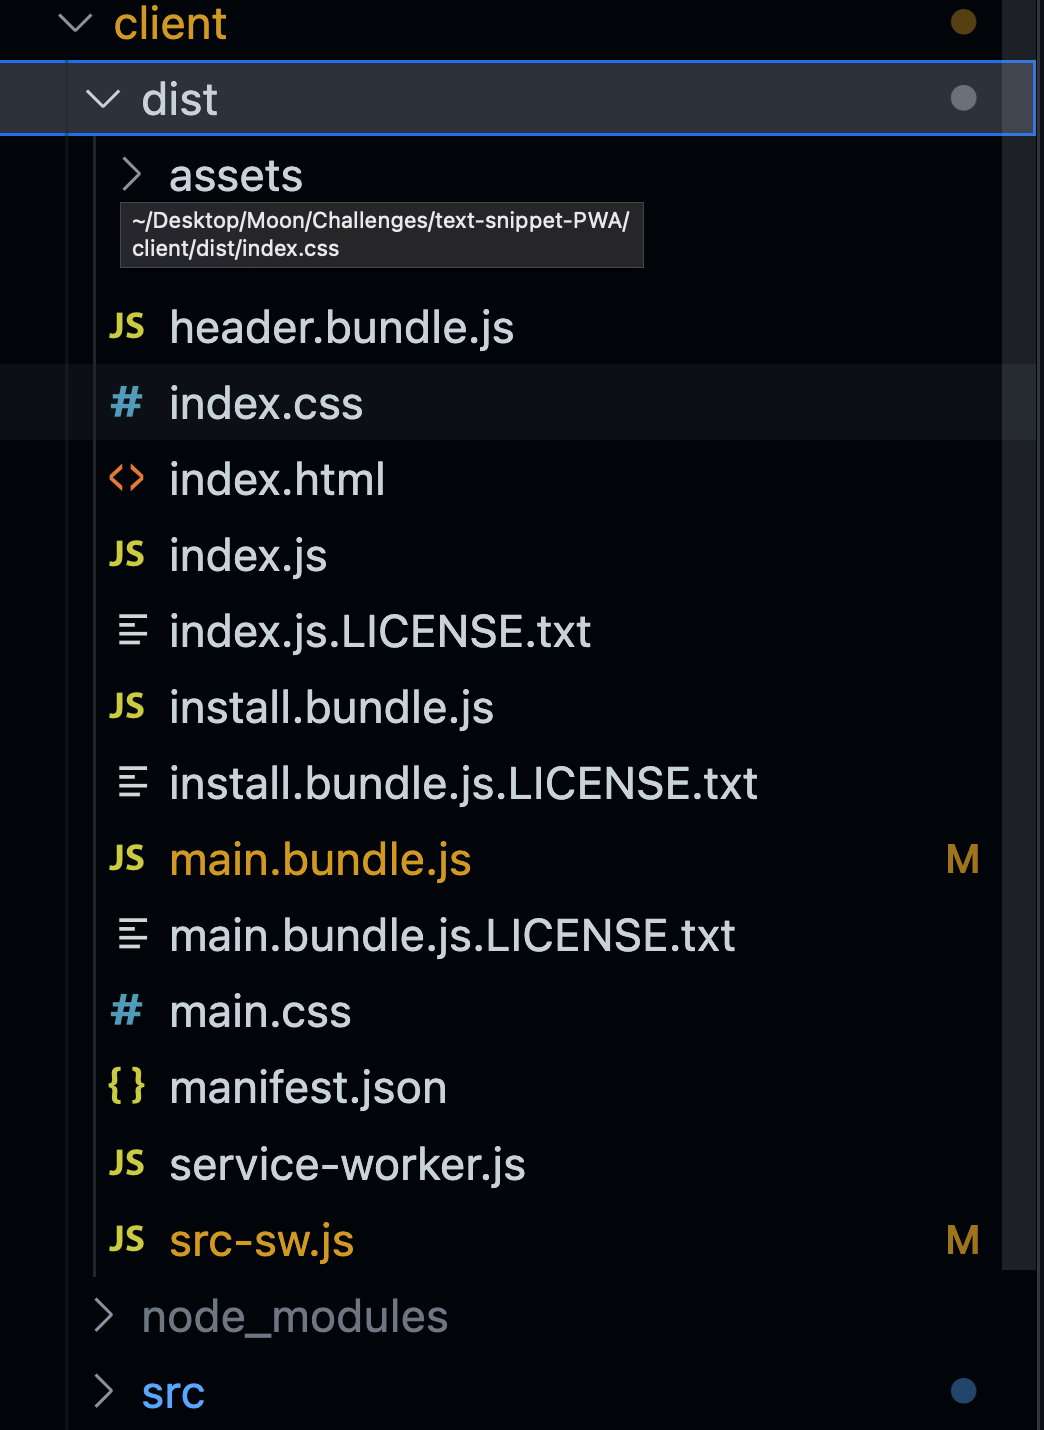 client
dist
assets
~/Desktop/Moon/Challenges/text-snippet-PWA/
client/dist/index.css
JS header.bundle.js
# index.css
<> index.html
JS index.js
index.js.LICENSE.txt
JS install.bundle.js
install.bundle.js.LICENSE.txt
JS main.bundle.js M
main.bundle.js.LICENSE.txt
# main.css
{} manifest.json
JS service-worker.js
JS src-sw.js M
node_modules
src